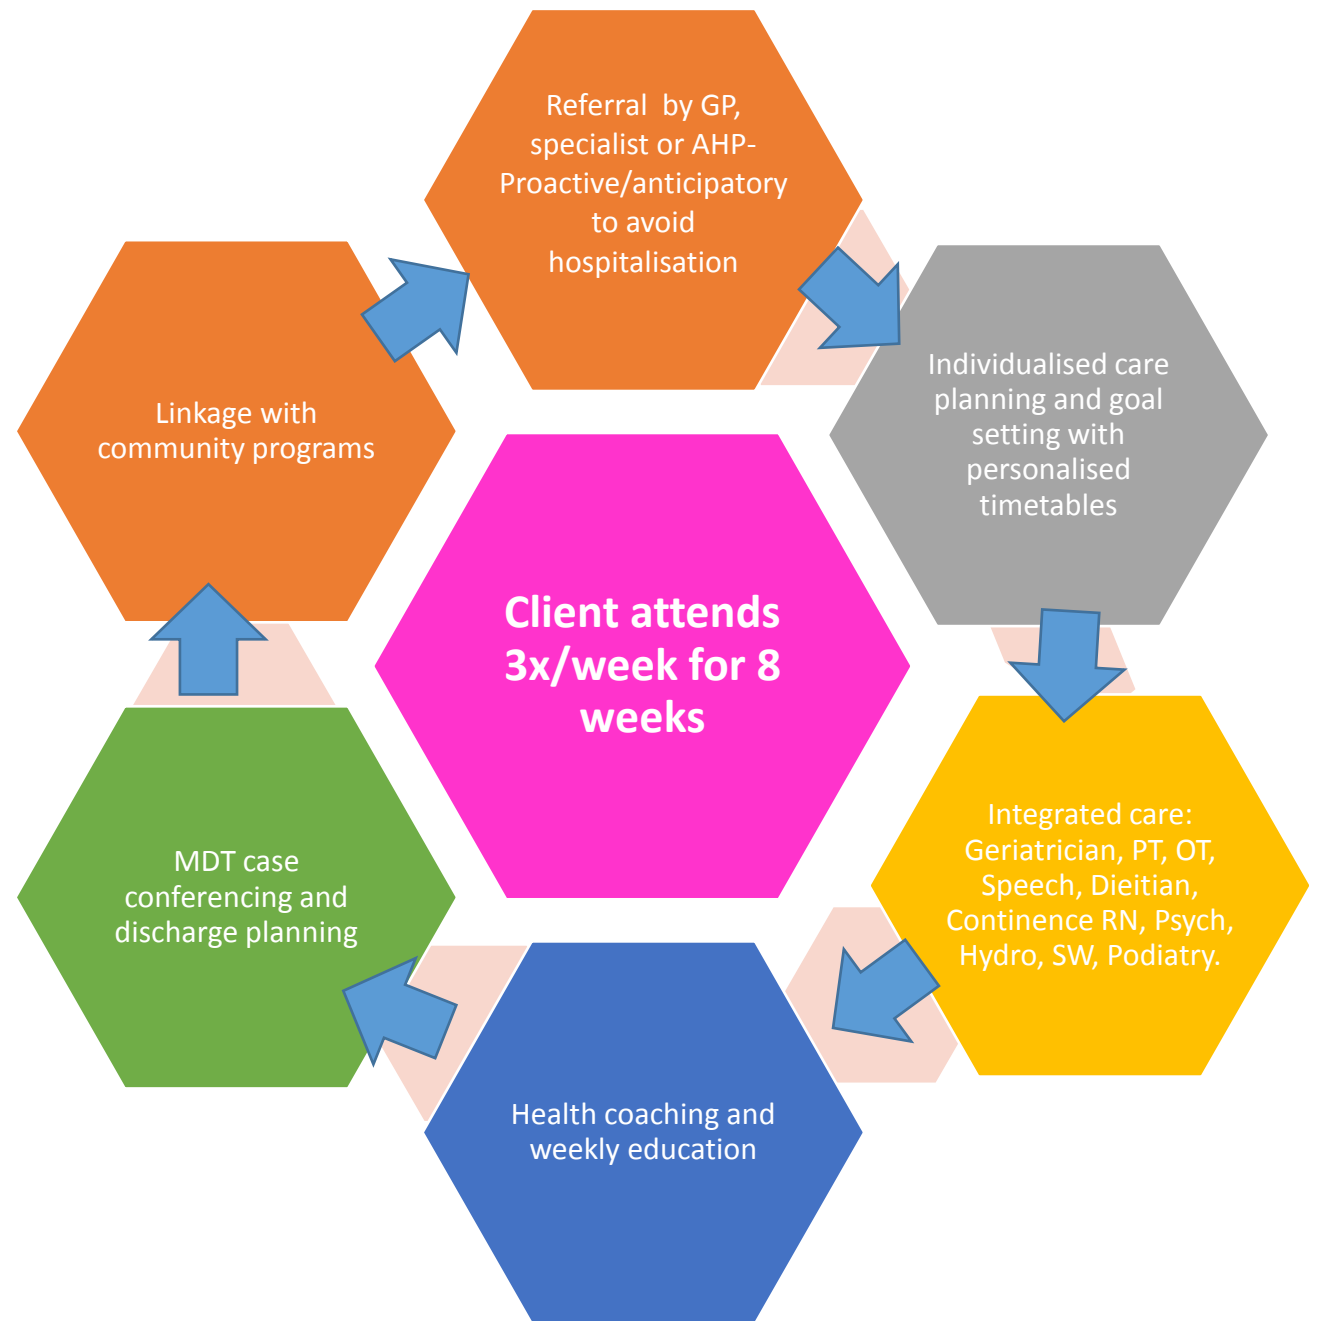 Referral  by GP,
specialist or AHP-
Proactive/anticipatory
to avoid
hospitalisation
Individualised care
planning and goal
setting with
personalised
timetables
Integrated care:
Geriatrician, PT, OT,
Speech, Dieitian,
Continence RN, Psych,
Hydro, SW, Podiatry.
Health coaching and
weekly education
MDT case
conferencing and
discharge planning
Linkage with
community programs
Client attends
3x/week for 8
weeks